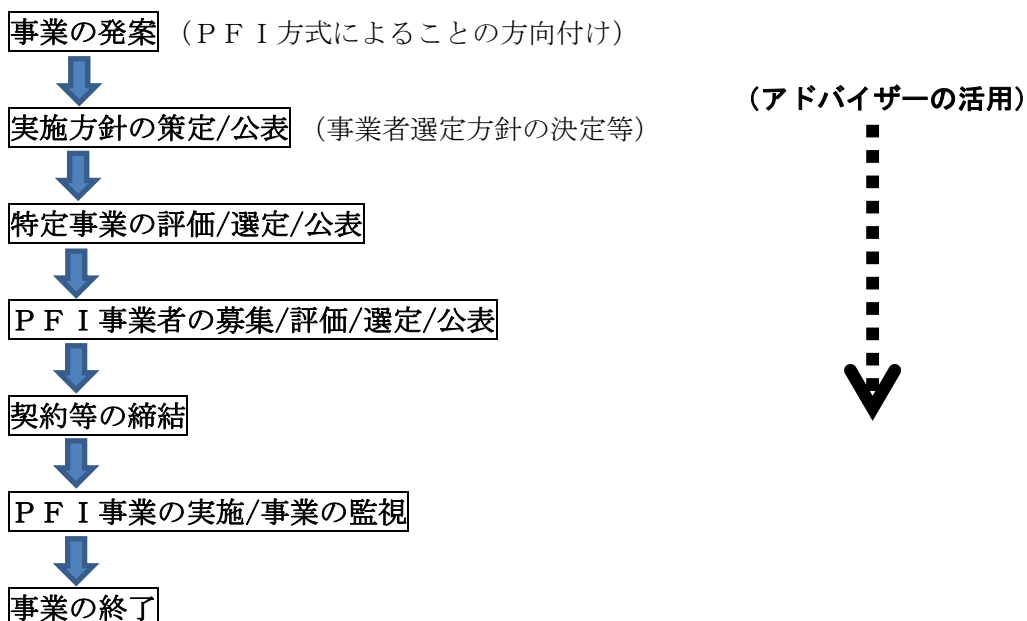 事業の発案 （ＰＦＩ方式によることの方向付け）
（アドバイザーの活用）
実施方針の策定/公表 （事業者選定方針の決定等）
特定事業の評価/選定/公表
ＰＦＩ事業者の募集/評価/選定/公表
契約等の締結
ＰＦＩ事業の実施/事業の監視
事業の終了